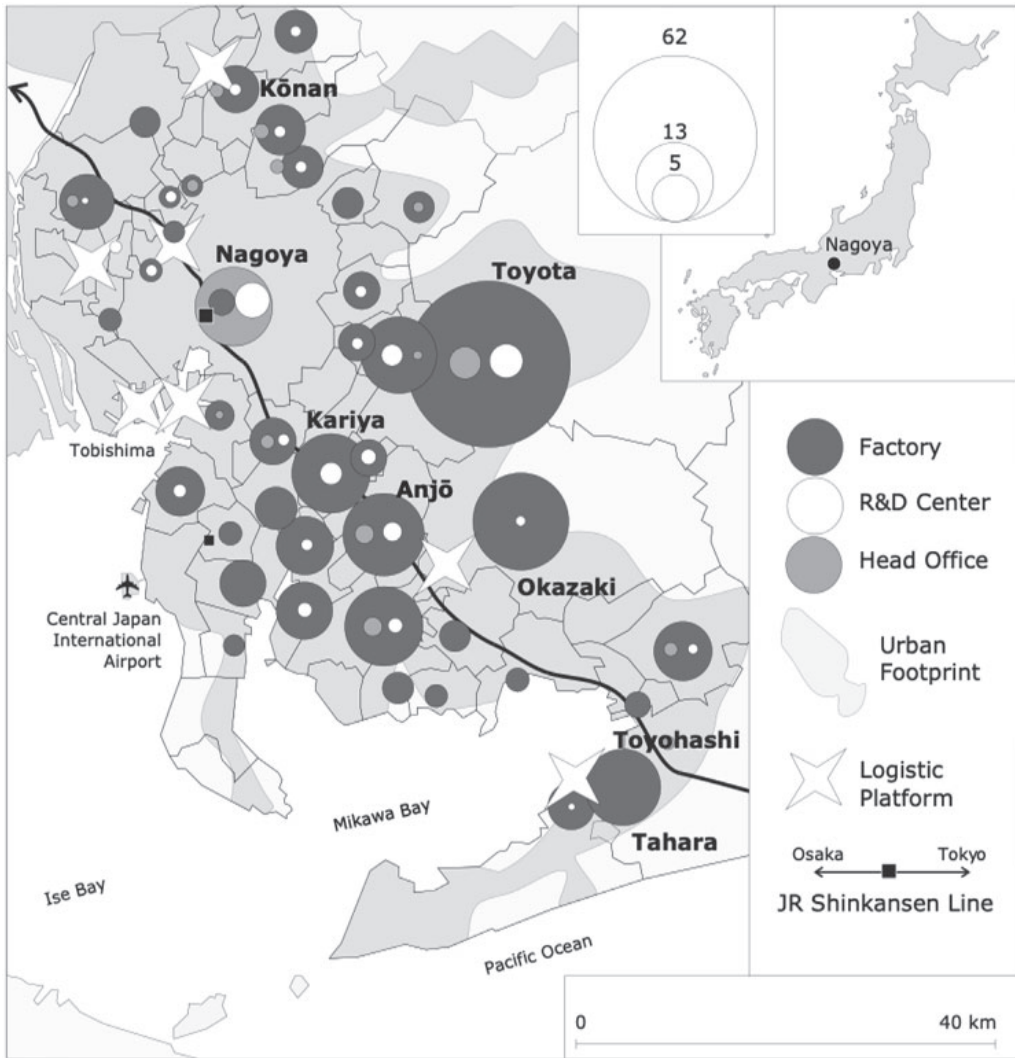 62
13
5
Nagoya
Kōnan
Nagoya
Toyota
Kariya
Tobishima
Anjō
Okazaki
Central Japan
International
Airport
Toyohashi
Tahara
Mikawa Bay
Ise Bay
Pacific Ocean
Factory
R&D Center
Head Office
Urban
Footprint
Logistic
Platform
Osaka Tokyo
JR Shinkansen Line
0 40 km